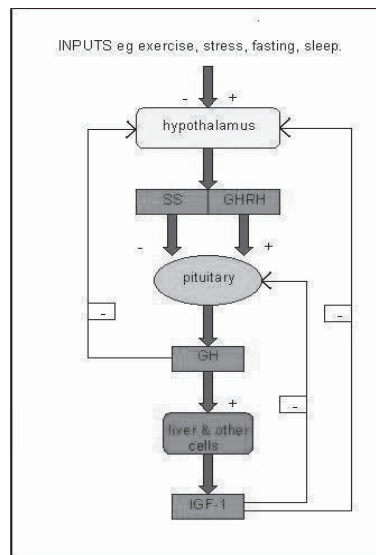 INPUTS eg exercise, stress, fasting, sleep.
- +
hypothalamus
SS GHRH
- +
pituitary
-
-
GH
+
-
liver & other
cells
IGF-1